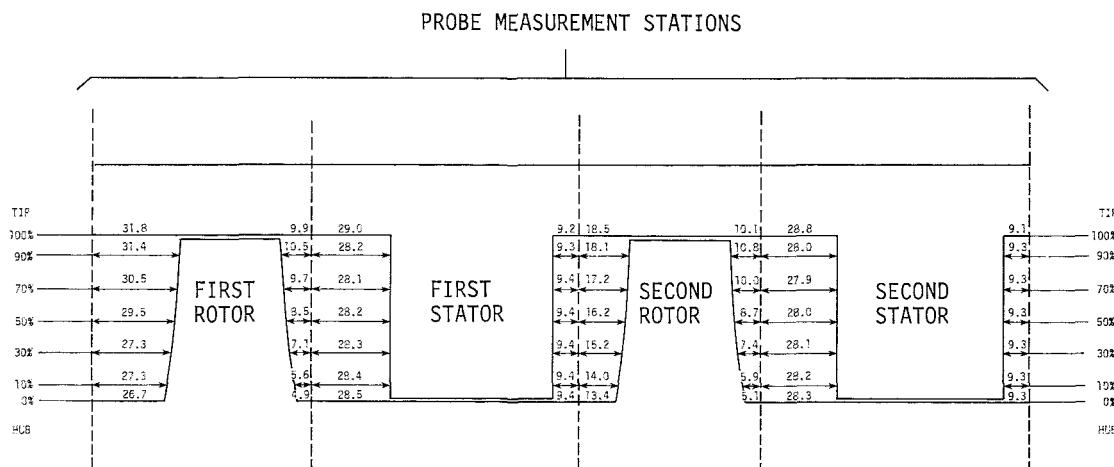 PROBE MEASUREMENT STATIONS
TIP TIP
100% 31.8 9.9 29.0 9.2 18.5 10.1 28.8 9.1 100%
90% 31.4 10.5 28.2 9.3 18.1 10.8 28.0 9.3 90%
70% 30.5 9.7 28.1 9.4 17.2 10.0 27.9 9.3 70%
FIRST ROTOR FIRST STATOR SECOND ROTOR SECOND STATOR
50% 29.5 8.5 28.2 9.4 16.2 8.7 28.0 9.3 50%
30% 27.3 7.1 28.3 9.4 15.2 7.4 28.1 9.3 30%
10% 27.3 5.6 28.4 9.4 14.0 5.9 28.2 9.3 10%
0% 26.7 4.9 28.5 9.4 13.4 5.1 28.3 9.3 0%
HUB HUB